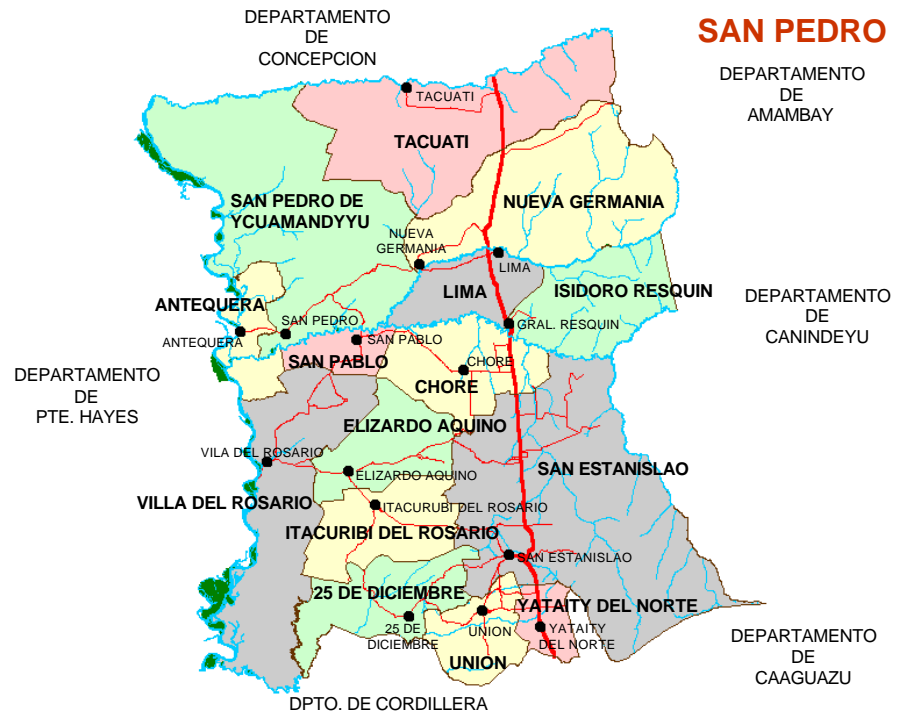 DEPARTAMENTO
DE
CONCEPCION
SAN PEDRO
DEPARTAMENTO
DE
AMAMBAY
TACUATI
TACUATI
SAN PEDRO DE
YCUAMANDYYU
NUEVA GERMANIA
NUEVA
GERMANIA
LIMA
LIMA
ISIDORO RESQUIN
ANTEQUERA
ANTEQUERA
SAN PEDRO
GRAL. RESQUIN
DEPARTAMENTO
DE
CANINDEYU
SAN PABLO
SAN PABLO
CHORE
CHORE
DEPARTAMENTO
DE
PTE. HAYES
ELIZARDO AQUINO
VILA DEL ROSARIO
ELIZARDO AQUINO
SAN ESTANISLAO
VILLA DEL ROSARIO
ITACURUBI DEL ROSARIO
ITACURIBI DEL ROSARIO
SAN ESTANISLAO
25 DE DICIEMBRE
YATAITY DEL NORTE
25 DE
DICIEMBRE
UNION
YATAITY
DEL NORTE
UNION
DEPARTAMENTO
DE
CAAGUAZU
DPTO. DE CORDILLERA